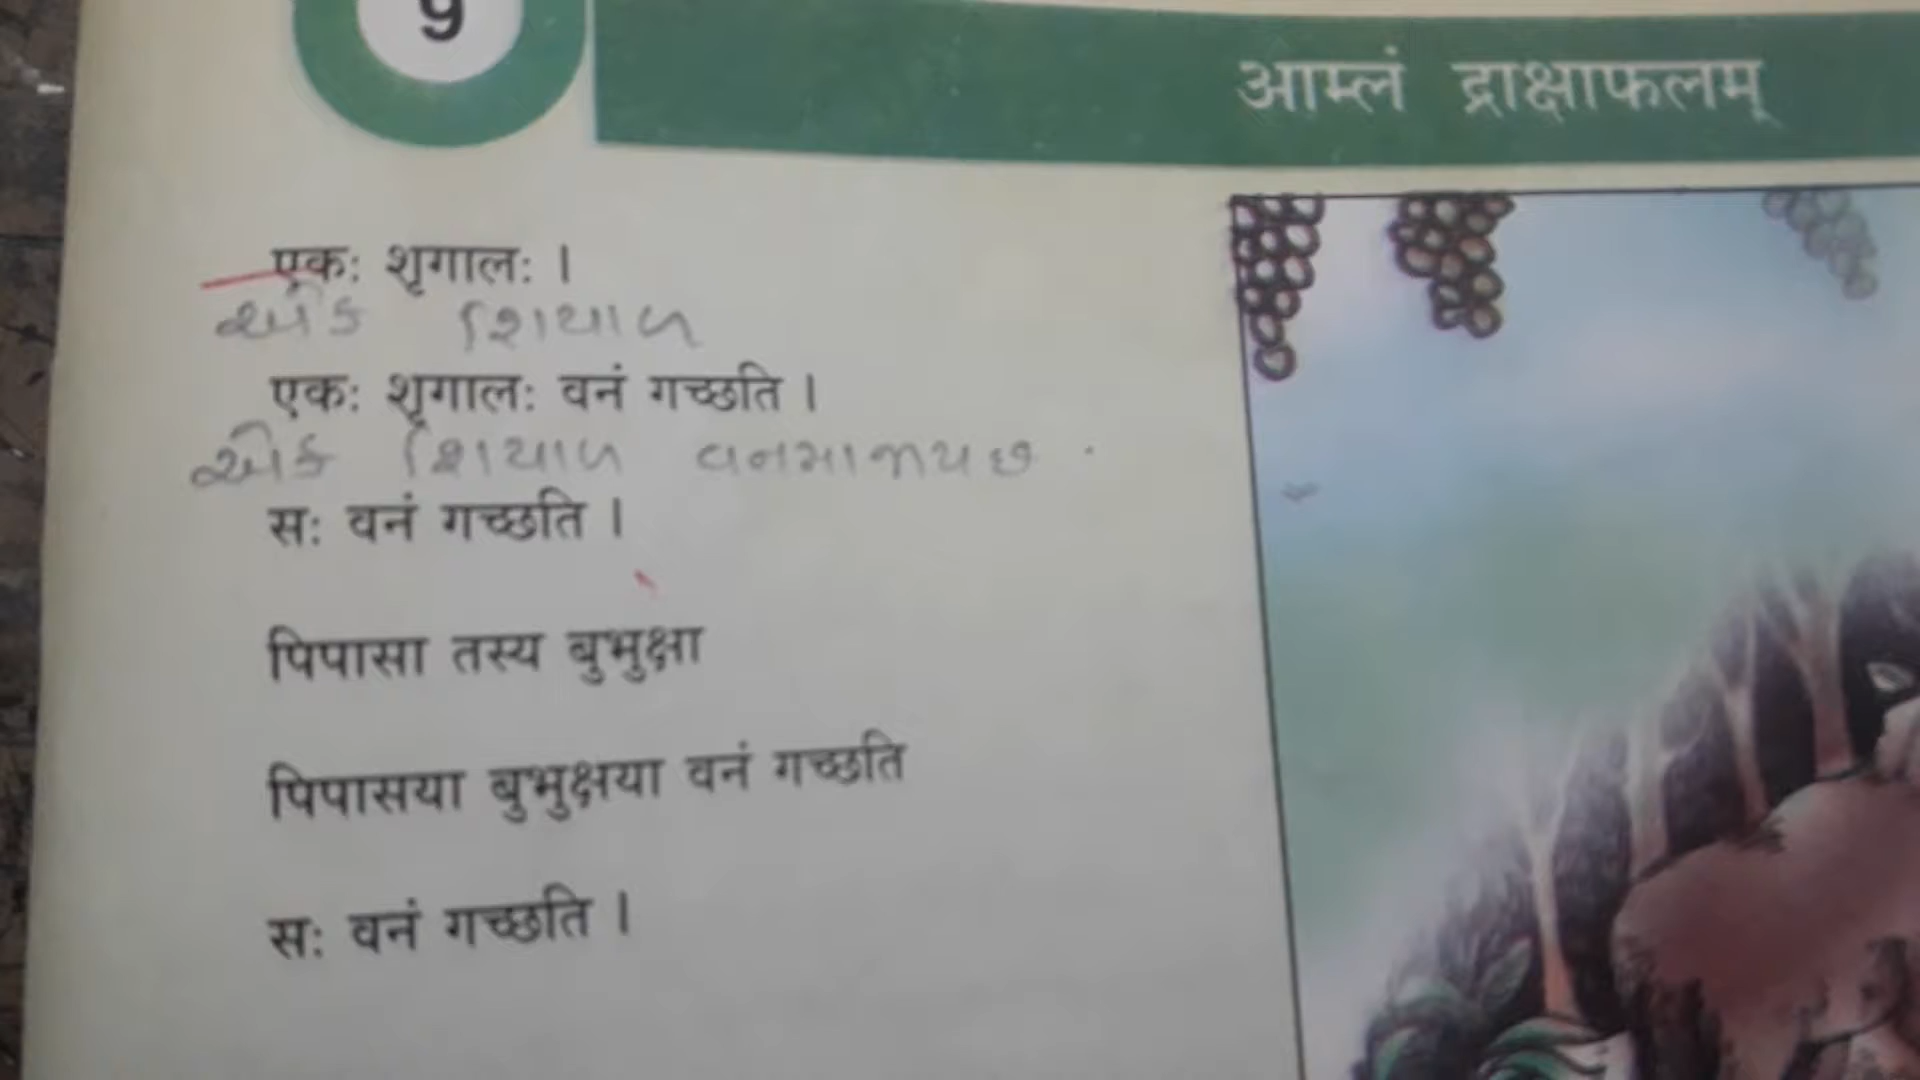 9
आम्लं द्राक्षाफलम्
एकः शृगालः ।
એક શિયાળ
एकः शृगालः वनं गच्छति ।
એક શિયાળ વનમાજાયછે.
सः वनं गच्छति ।
पिपासा तस्य बुभुक्षा
पिपासया बुभुक्षया वनं गच्छति
सः वनं गच्छति ।